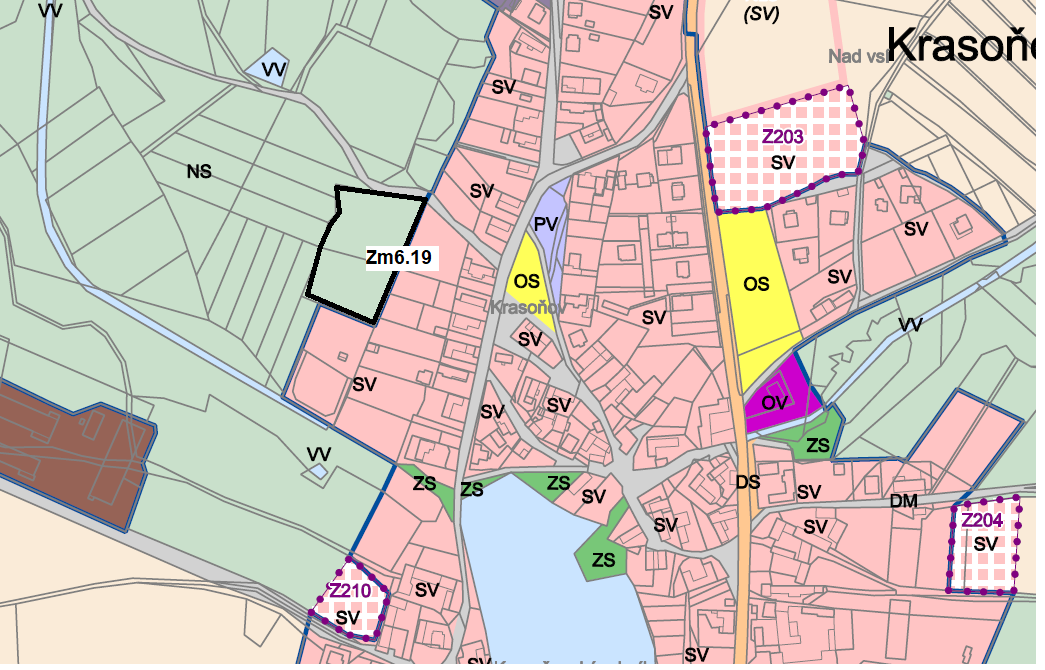 VV
SV
(SV)
Krasoň
Nad vsí
VV
SV
Z203
SV
NS
SV
PV
SV
Zm6.19
OS
SV
OS
Krasoňov
SV
VV
SV
SV
SV
SV
OV
ZS
VV
ZS
ZS
ZS
DS
SV
SV
DM
Z204
SV
SV
SV
ZS
Z210
SV
SV
SV
SV